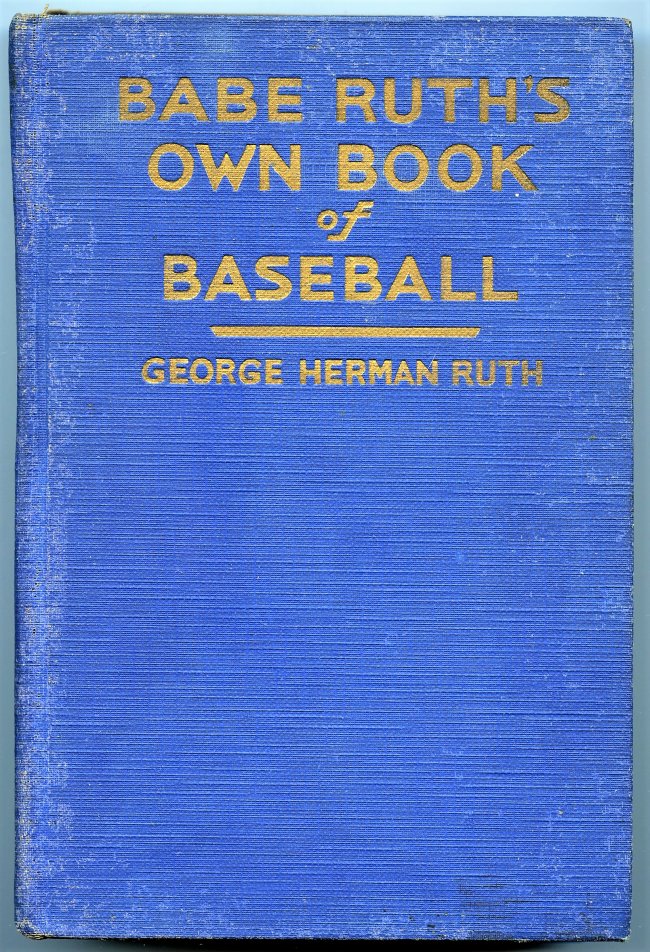 BABE RUTH'S
OWN BOOK
of
BASEBALL
GEORGE HERMAN RUTH